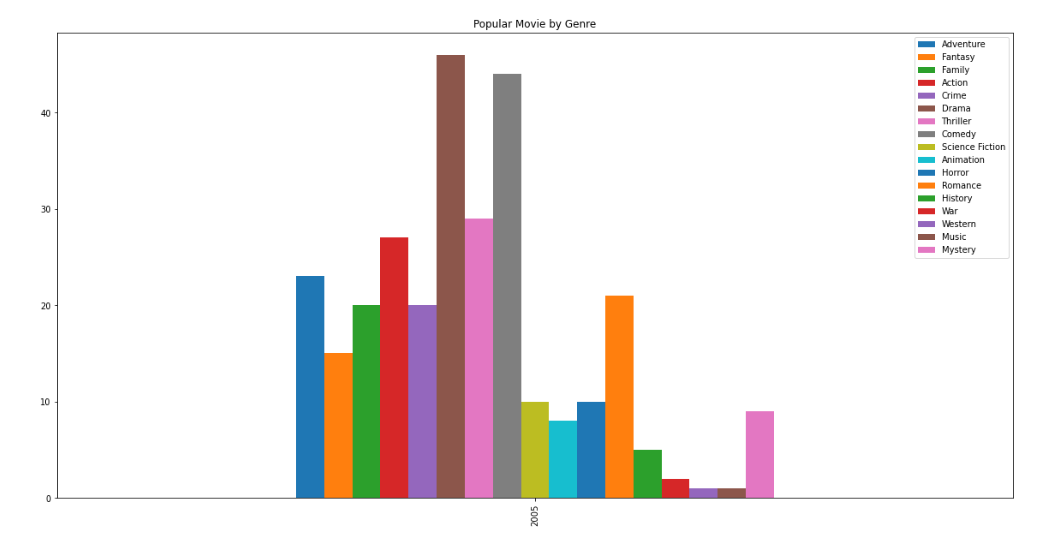 Popular Movie by Genre
Adventure
Fantasy
Family
Action
Crime
Drama
Thriller
Comedy
Science Fiction
Animation
Horror
Romance
History
War
Western
Music
Mystery
40
30
20
10
0
2005